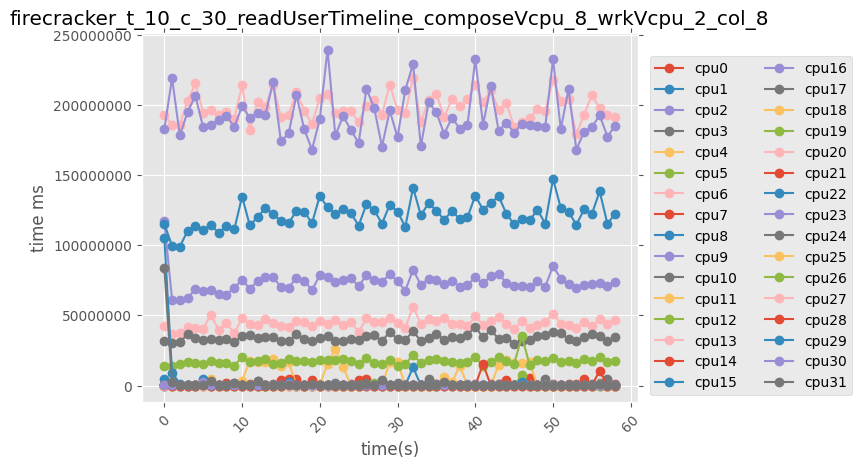 firecracker_t_10_c_30_readUserTimeline_composeVcpu_8_wrkVcpu_2_col_8
250000000
200000000
150000000
100000000
50000000
0
time ms
0
10
20
30
40
50
60
time(s)
cpu0
cpu1
cpu2
cpu3
cpu4
cpu5
cpu6
cpu7
cpu8
cpu9
cpu10
cpu11
cpu12
cpu13
cpu14
cpu15
cpu16
cpu17
cpu18
cpu19
cpu20
cpu21
cpu22
cpu23
cpu24
cpu25
cpu26
cpu27
cpu28
cpu29
cpu30
cpu31